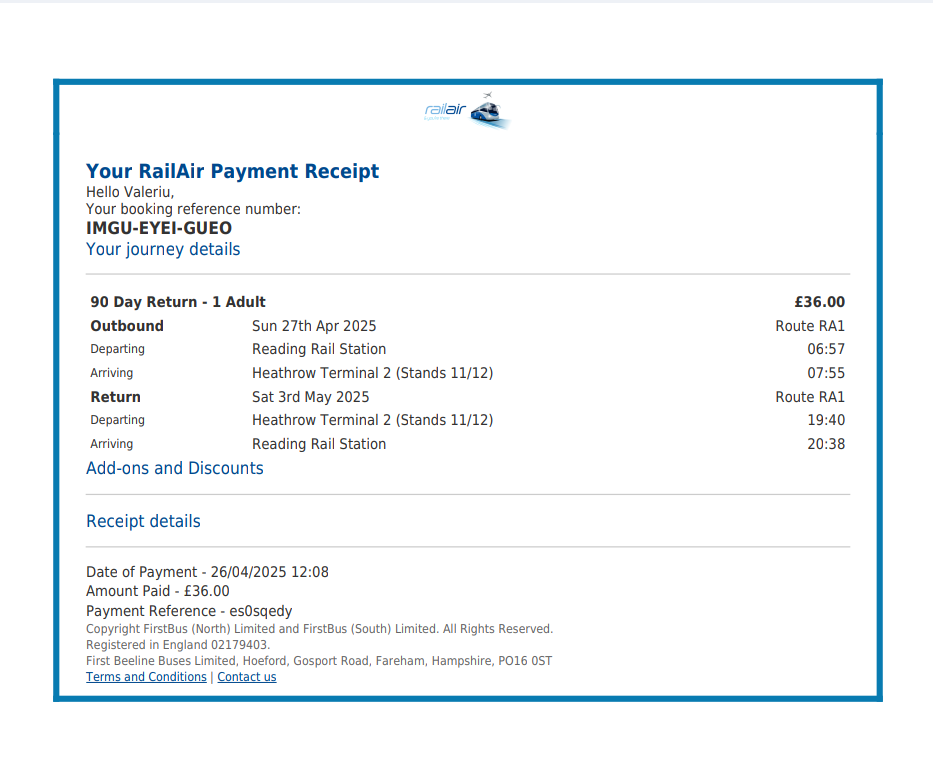 railair
Your RailAir Payment Receipt
Hello Valeriu,
Your booking reference number:
IMGU-EYEI-GUEO
Your journey details
90 Day Return - 1 Adult £36.00
Outbound Sun 27th Apr 2025 Route RA1
Departing Reading Rail Station 06:57
Arriving Heathrow Terminal 2 (Stands 11/12) 07:55
Return Sat 3rd May 2025 Route RA1
Departing Heathrow Terminal 2 (Stands 11/12) 19:40
Arriving Reading Rail Station 20:38
Add-ons and Discounts
Receipt details
Date of Payment - 26/04/2025 12:08
Amount Paid - £36.00
Payment Reference - es0sqedy
Copyright FirstBus (North) Limited and FirstBus (South) Limited. All Rights Reserved.
Registered in England 02179403.
First Beeline Buses Limited, Hoeford, Gosport Road, Fareham, Hampshire, PO16 0ST
Terms and Conditions | Contact us